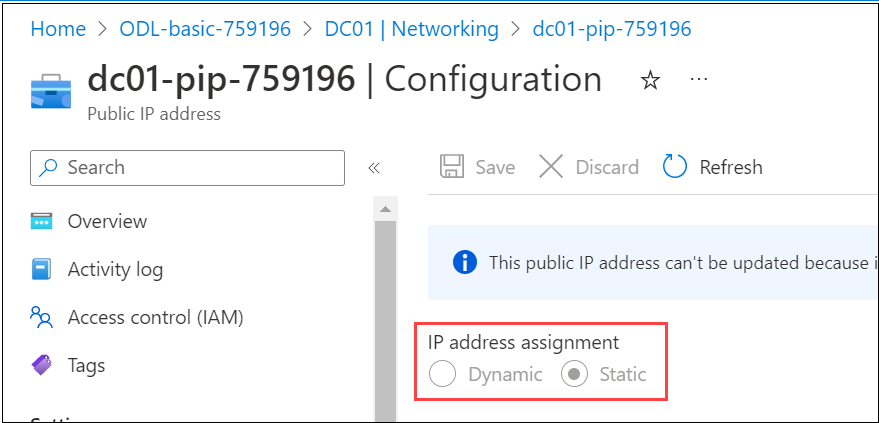 Home > ODL-basic-759196 > DC01 | Networking > dc01-pip-759196
dc01-pip-759196 | Configuration
Public IP address
Search
Save Discard Refresh
Overview
Activity log
Access control (IAM)
Tags
This public IP address can't be updated because
IP address assignment
Dynamic Static